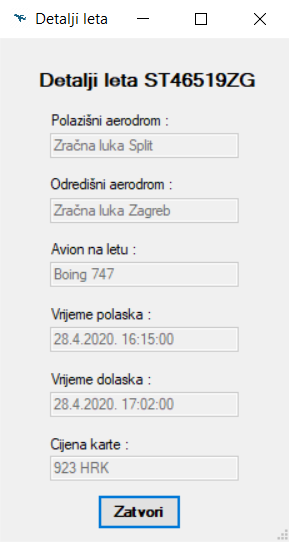 Detalji leta
Detalji leta ST46519ZG
Polazišni aerodrom :
Zračna luka Split
Odredišni aerodrom :
Zračna luka Zagreb
Avion na letu :
Boing 747
Vrijeme polaska :
28.4.2020. 16:15:00
Vrijeme dolaska :
28.4.2020. 17:02:00
Cijena karte :
923 HRK
Zatvori